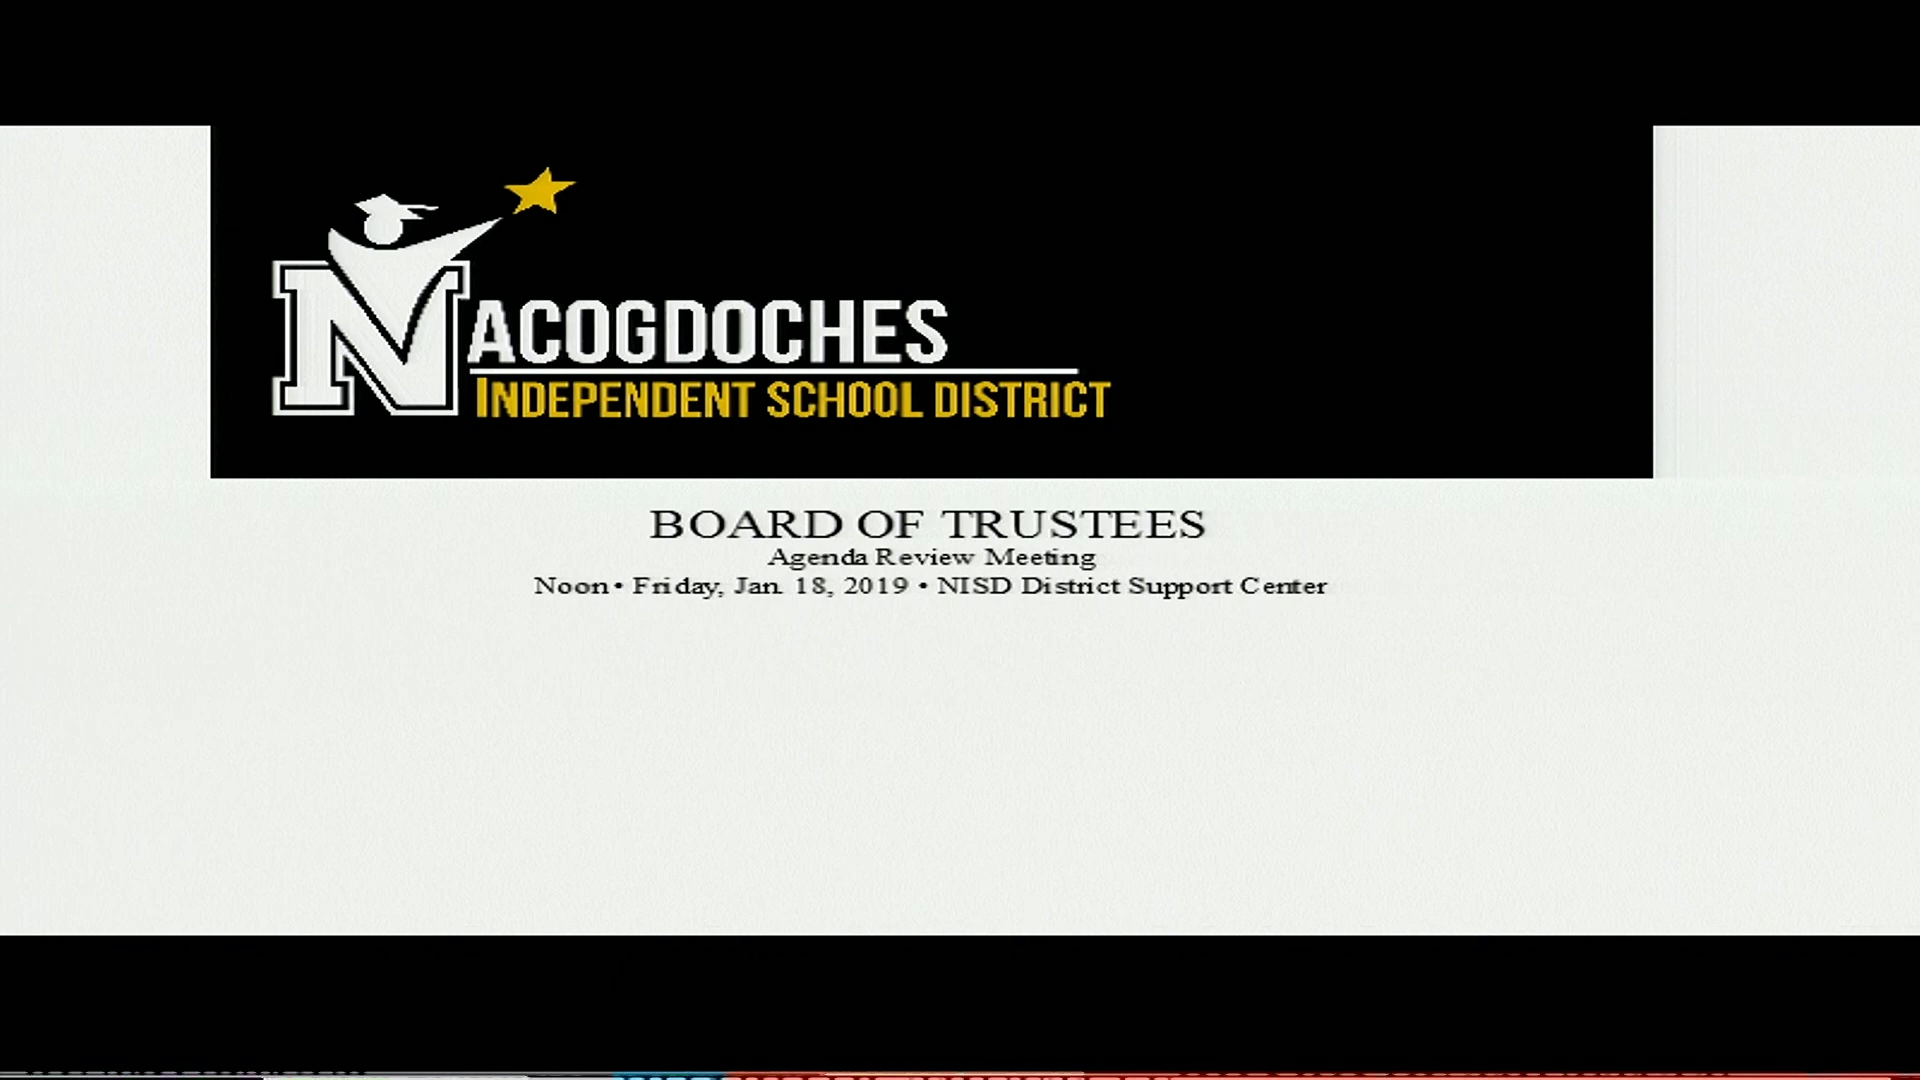 NACOGDOCHES
INDEPENDENT SCHOOL DISTRICT
BOARD OF TRUSTEES
Agenda Review Meeting
Noon • Friday, Jan. 18, 2019 • NISD District Support Center